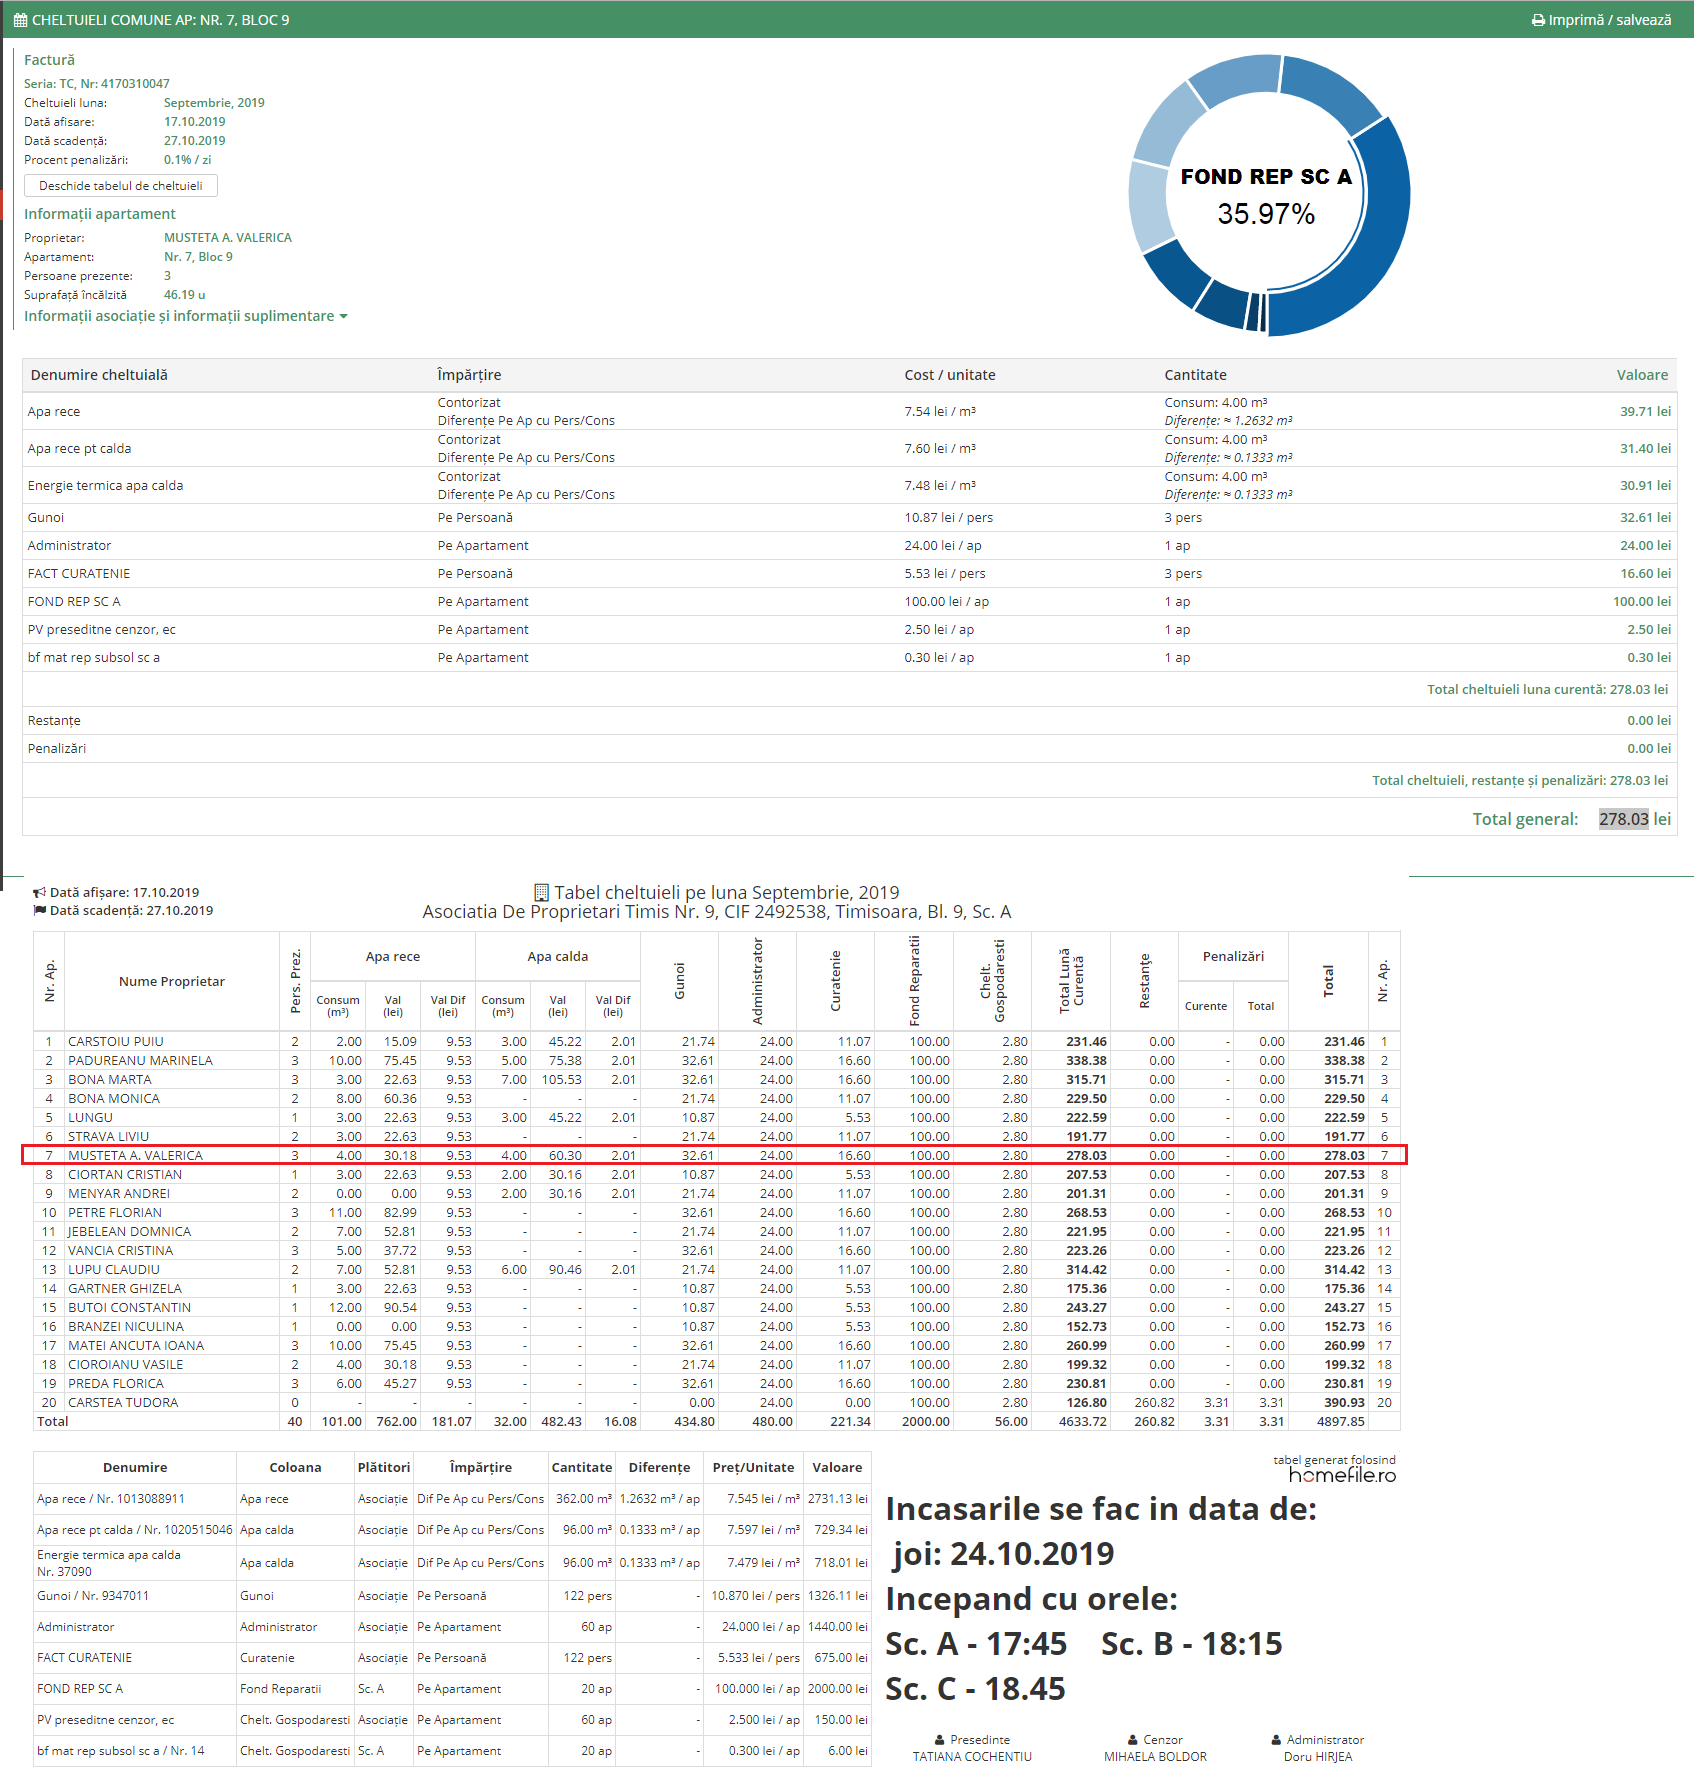 CHELTUIELI COMUNE AP: NR. 7, BLOC 9 Imprimă / salvează
Factură
Seria: TC, Nr: 4170310047
Cheltuieli luna: Septembrie, 2019
Dată afisare: 17.10.2019
Dată scadență: 27.10.2019
Procent penalizări: 0.1% / zi
Deschide tabelul de cheltuieli
Informații apartament
Proprietar: MUSTETA A. VALERICA
Apartament: Nr. 7, Bloc 9
Persoane prezente: 3
Suprafață încălzită 46.19 u
Informații asociație și informații suplimentare
FOND REP SC A
35.97%
Denumire cheltuială Împărțire Cost / unitate Cantitate Valoare
Apa rece Contorizat Diferențe Pe Ap cu Pers/Cons 7.54 lei / m³ Consum: 4.00 m³ Diferențe: ≈ 1.2632 m³ 39.71 lei
Apa rece pt calda Contorizat Diferențe Pe Ap cu Pers/Cons 7.60 lei / m³ Consum: 4.00 m³ Diferențe: ≈ 0.1333 m³ 31.40 lei
Energie termica apa calda Contorizat Diferențe Pe Ap cu Pers/Cons 7.48 lei / m³ Consum: 4.00 m³ Diferențe: ≈ 0.1333 m³ 30.91 lei
Gunoi Pe Persoană 10.87 lei / pers 3 pers 32.61 lei
Administrator Pe Apartament 24.00 lei / ap 1 ap 24.00 lei
FACT CURATENIE Pe Persoană 5.53 lei / pers 3 pers 16.60 lei
FOND REP SC A Pe Apartament 100.00 lei / ap 1 ap 100.00 lei
PV preseditne cenzor, ec Pe Apartament 2.50 lei / ap 1 ap 2.50 lei
bf mat rep subsol sc a Pe Apartament 0.30 lei / ap 1 ap 0.30 lei
Total cheltuieli luna curentă: 278.03 lei
Restanțe 0.00 lei
Penalizări 0.00 lei
Total cheltuieli, restanțe și penalizări: 278.03 lei
Total general: 278.03 lei
Dată afișare: 17.10.2019
Dată scadență: 27.10.2019
Tabel cheltuieli pe luna Septembrie, 2019
Asociatia De Proprietari Timis Nr. 9, CIF 2492538, Timisoara, Bl. 9, Sc. A
Nr. Ap. Nume Proprietar Pers. Prez. Apa rece Apa calda Gunoi Administrator Curatenie Fond Reparatii Chelt. Gospodaresti Total Lună Curentă Restanțe Penalizări Total Nr. Ap.
Consum (m³) Val (lei) Val Dif (lei) Consum (m³) Val (lei) Val Dif (lei) Curente Total
1 CARSTOIU PUIU 2 2.00 15.09 9.53 3.00 45.22 2.01 21.74 24.00 11.07 100.00 2.80 231.46 0.00 - 0.00 231.46 1
2 PADUREANU MARINELA 3 10.00 75.45 9.53 5.00 75.38 2.01 32.61 24.00 16.60 100.00 2.80 338.38 0.00 - 0.00 338.38 2
3 BONA MARTA 3 3.00 22.63 9.53 7.00 105.53 2.01 32.61 24.00 16.60 100.00 2.80 315.71 0.00 - 0.00 315.71 3
4 BONA MONICA 2 8.00 60.36 9.53 - - - 21.74 24.00 11.07 100.00 2.80 229.50 0.00 - 0.00 229.50 4
5 LUNGU 1 3.00 22.63 9.53 3.00 45.22 2.01 10.87 24.00 5.53 100.00 2.80 222.59 0.00 - 0.00 222.59 5
6 STRAVA LIVIU 2 3.00 22.63 9.53 - - - 21.74 24.00 11.07 100.00 2.80 191.77 0.00 - 0.00 191.77 6
7 MUSTETA A. VALERICA 3 4.00 30.18 9.53 4.00 60.30 2.01 32.61 24.00 16.60 100.00 2.80 278.03 0.00 - 0.00 278.03 7
8 CIORTAN CRISTIAN 1 3.00 22.63 9.53 2.00 30.16 2.01 10.87 24.00 5.53 100.00 2.80 207.53 0.00 - 0.00 207.53 8
9 MENYAR ANDREI 2 0.00 0.00 9.53 2.00 30.16 2.01 21.74 24.00 11.07 100.00 2.80 201.31 0.00 - 0.00 201.31 9
10 PETRE FLORIAN 3 11.00 82.99 9.53 - - - 32.61 24.00 16.60 100.00 2.80 268.53 0.00 - 0.00 268.53 10
11 JEBELEAN DOMNICA 2 7.00 52.81 9.53 - - - 21.74 24.00 11.07 100.00 2.80 221.95 0.00 - 0.00 221.95 11
12 VANCIA CRISTINA 3 5.00 37.72 9.53 - - - 32.61 24.00 16.60 100.00 2.80 223.26 0.00 - 0.00 223.26 12
13 LUPU CLAUDIU 2 7.00 52.81 9.53 6.00 90.46 2.01 21.74 24.00 11.07 100.00 2.80 314.42 0.00 - 0.00 314.42 13
14 GARTNER GHIZELA 1 3.00 22.63 9.53 - - - 10.87 24.00 5.53 100.00 2.80 175.36 0.00 - 0.00 175.36 14
15 BUTOI CONSTANTIN 1 12.00 90.54 9.53 - - - 10.87 24.00 5.53 100.00 2.80 243.27 0.00 - 0.00 243.27 15
16 BRANZEI NICULINA 1 0.00 0.00 9.53 - - - 10.87 24.00 5.53 100.00 2.80 152.73 0.00 - 0.00 152.73 16
17 MATEI ANCUTA IOANA 3 10.00 75.45 9.53 - - - 32.61 24.00 16.60 100.00 2.80 260.99 0.00 - 0.00 260.99 17
18 CIOROIANU VASILE 2 4.00 30.18 9.53 - - - 21.74 24.00 11.07 100.00 2.80 199.32 0.00 - 0.00 199.32 18
19 PREDA FLORICA 3 6.00 45.27 9.53 - - - 32.61 24.00 16.60 100.00 2.80 230.81 0.00 - 0.00 230.81 19
20 CARSTEA TUDORA 0 - - - - - - 0.00 24.00 0.00 100.00 2.80 126.80 260.82 3.31 3.31 390.93 20
Total 40 101.00 762.00 181.07 32.00 482.43 16.08 434.80 480.00 221.34 2000.00 56.00 4633.72 260.82 3.31 3.31 4897.85
Denumire Coloana Plătitori Împărțire Cantitate Diferențe Preț/Unitate Valoare
Apa rece / Nr. 1013088911 Apa rece Asociație Dif Pe Ap cu Pers/Cons 362.00 m³ 1.2632 m³ / ap 7.545 lei / m³ 2731.13 lei
Apa rece pt calda / Nr. 1020515046 Apa calda Asociație Dif Pe Ap cu Pers/Cons 96.00 m³ 0.1333 m³ / ap 7.597 lei / m³ 729.34 lei
Energie termica apa calda Nr. 37090 Apa calda Asociație Dif Pe Ap cu Pers/Cons 96.00 m³ 0.1333 m³ / ap 7.479 lei / m³ 718.01 lei
Gunoi / Nr. 9347011 Gunoi Asociație Pe Persoană 122 pers - 10.870 lei / pers 1326.11 lei
Administrator Administrator Asociație Pe Apartament 60 ap - 24.000 lei / ap 1440.00 lei
FACT CURATENIE Curatenie Asociație Pe Persoană 122 pers - 5.533 lei / pers 675.00 lei
FOND REP SC A Fond Reparatii Sc. A Pe Apartament 20 ap - 100.000 lei / ap 2000.00 lei
PV preseditne cenzor, ec Chelt. Gospodaresti Asociație Pe Apartament 60 ap - 2.500 lei / ap 150.00 lei
bf mat rep subsol sc a / Nr. 14 Chelt. Gospodaresti Sc. A Pe Apartament 20 ap - 0.300 lei / ap 6.00 lei
tabel generat folosind
homefile.ro
Incasarile se fac in data de:
joi: 24.10.2019
Incepand cu orele:
Sc. A - 17:45 Sc. B - 18:15
Sc. C - 18.45
Presedinte Cenzor Administrator
TATIANA COCHENTIU MIHAELA BOLDOR Doru HIRJEA